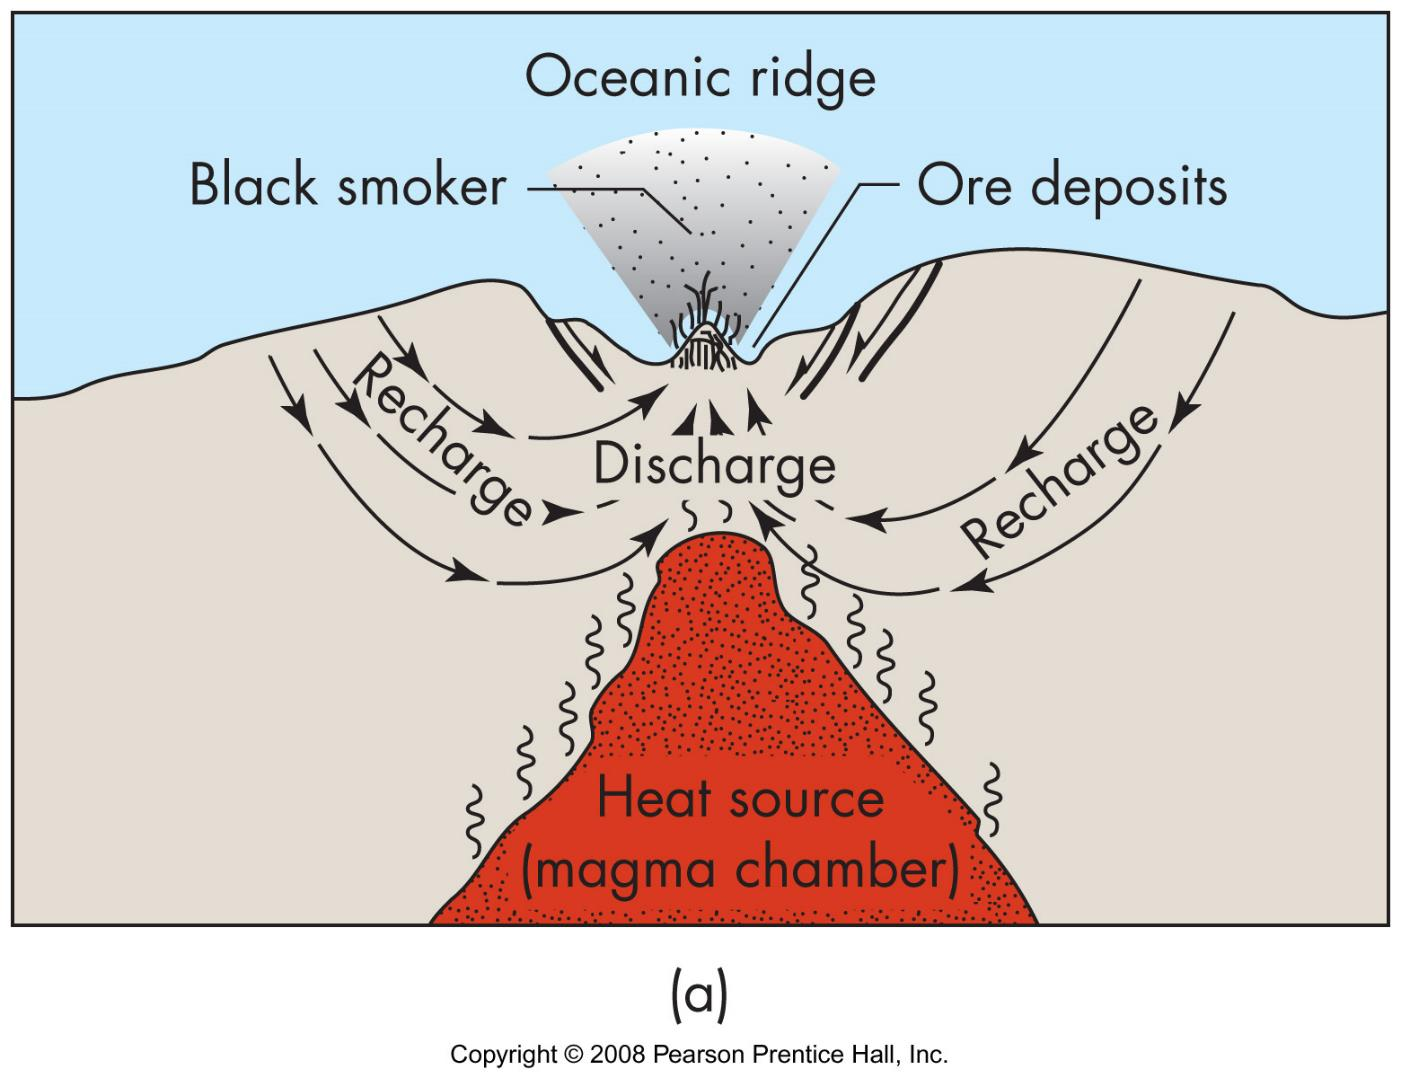 Oceanic ridge
Black smoker
Ore deposits
Recharge
Discharge
Recharge
Heat source
(magma chamber)
(a)
Copyright © 2008 Pearson Prentice Hall, Inc.